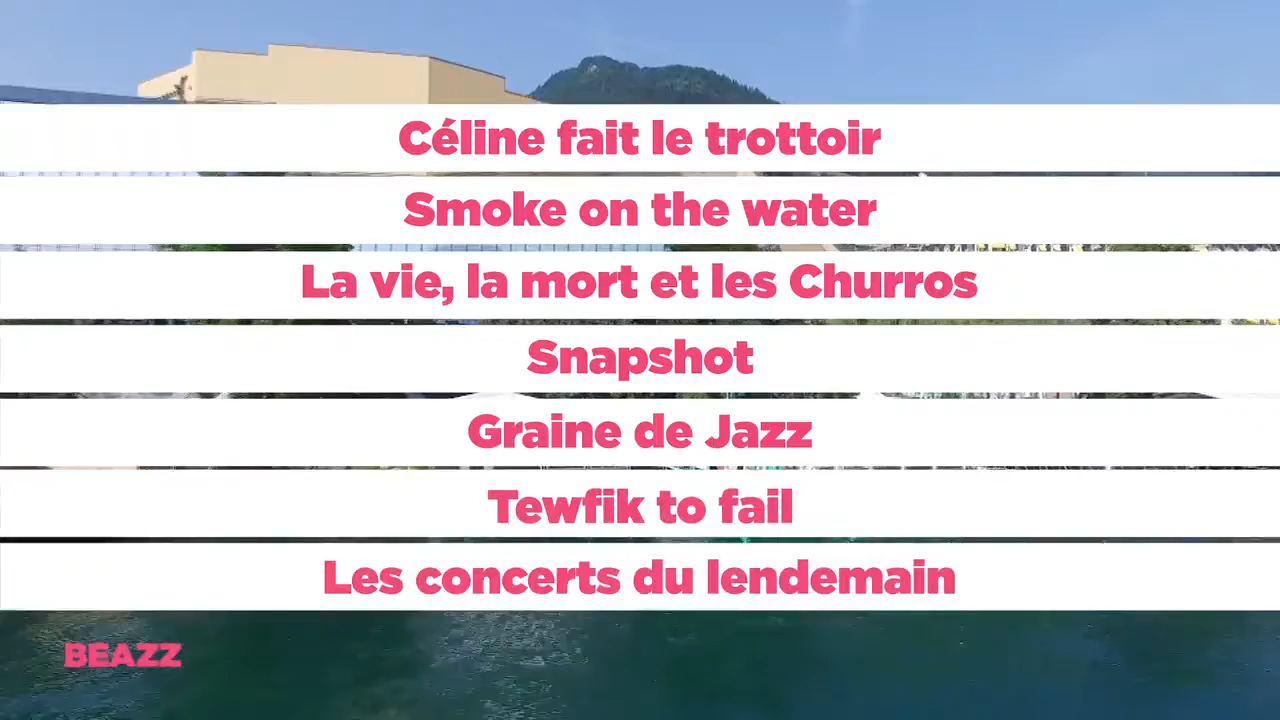 Céline fait le trottoir
Smoke on the water
La vie, la mort et les Churros
Snapshot
Graine de Jazz
Tewfik to fail
Les concerts du lendemain
BEAZZ